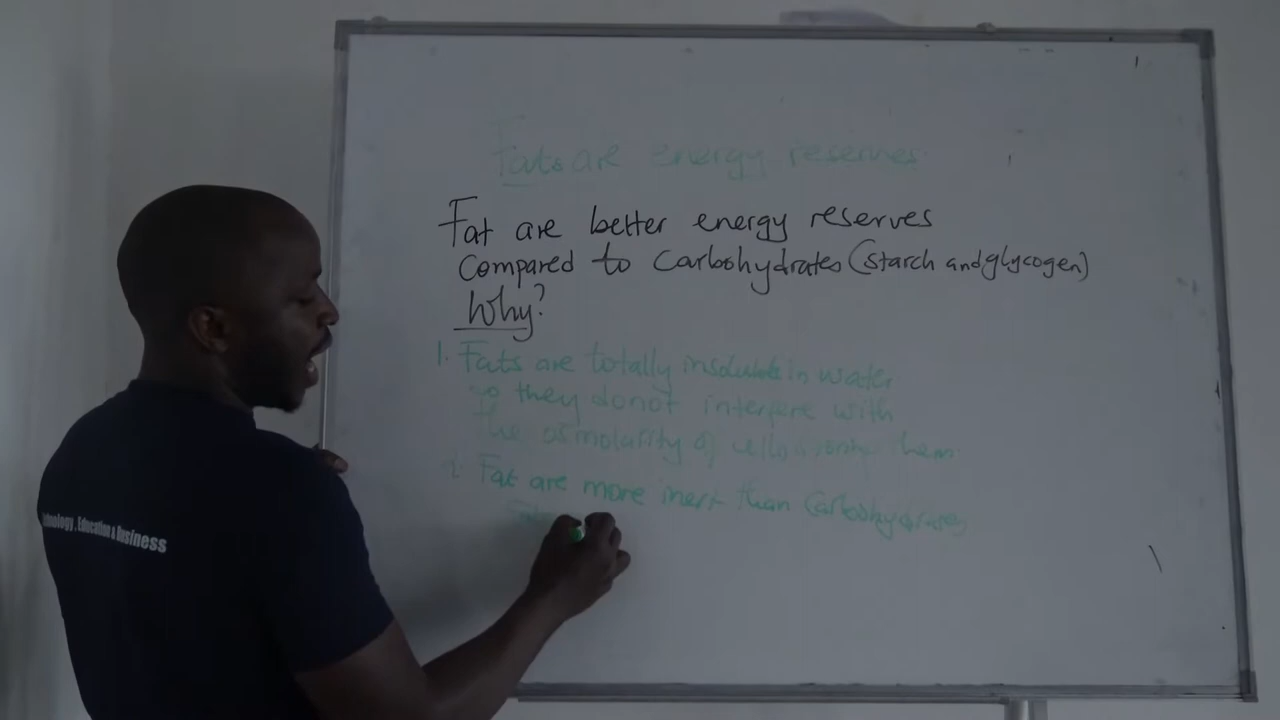 Fats are energy reserves
Fat are better energy reserves
Compared to Carbohydrates (starch and glycogen)
Why?
1. Fats are totally insoluble in water
so they do not interfere with
the osmolarity of cells them
2. Fat are more inert than Carbohydrates
Technology . Education & Business